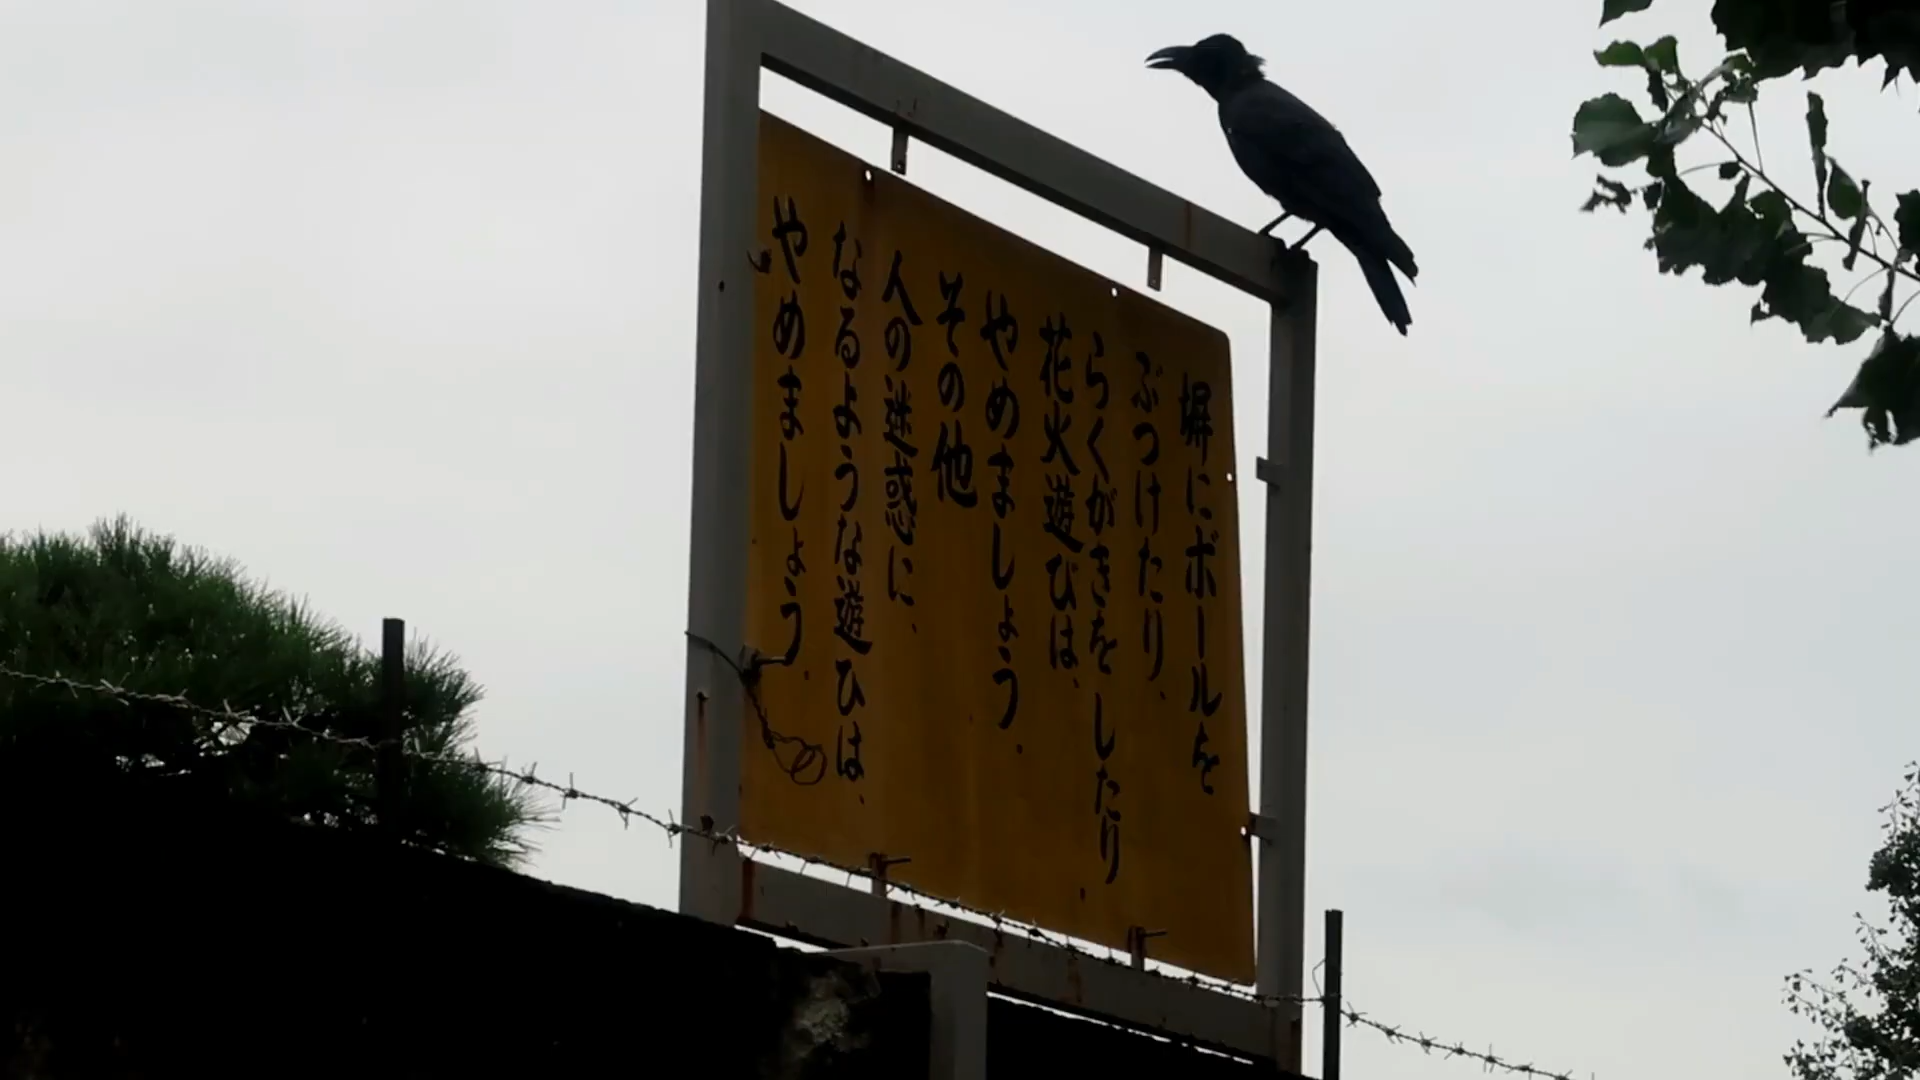 塀にボールを
ぶつけたり、
らくがきをしたり
花火遊びは、
やめましょう.
その他
人の迷惑に、
なるような遊びは、
やめましょう.